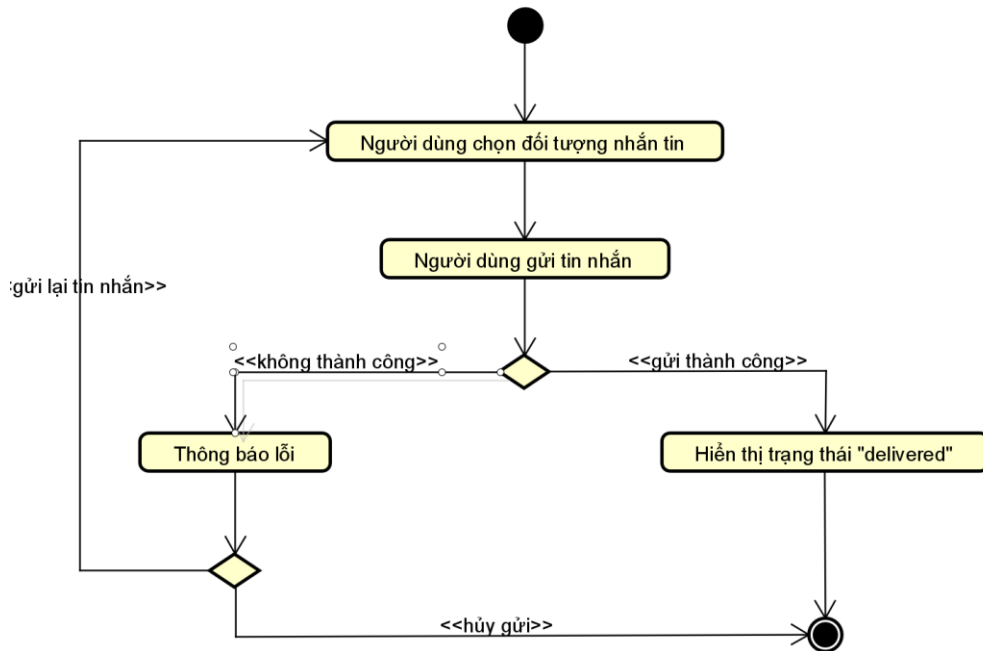 Người dùng chọn đối tượng nhắn tin
Người dùng gửi tin nhắn
<gửi lại tin nhắn>>
<<không thành công>>
<<gửi thành công>>
Thông báo lỗi
Hiển thị trạng thái "delivered"
<<hủy gửi>>